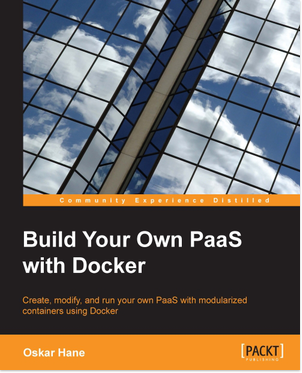 Community Experience Distilled
Build Your Own PaaS
with Docker
Create, modify, and run your own PaaS with modularized
containers using Docker
Oskar Hane
[PACKT]
PUBLISHING